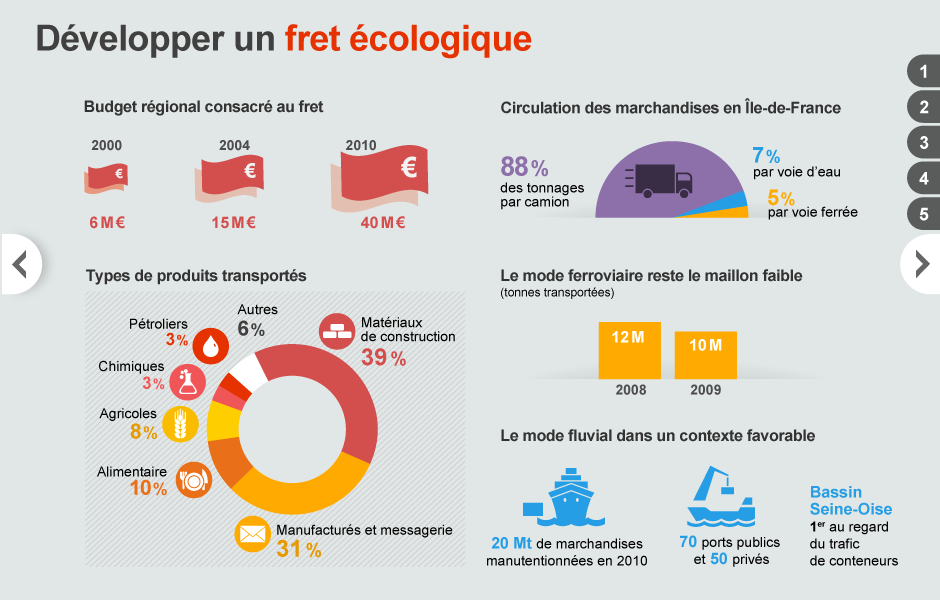 Développer un fret écologique
1
2
3
4
5
Budget régional consacré au fret
2000
2004
2010
€
€
€
6 M €
15 M €
40 M €
Circulation des marchandises en Île-de-France
88 %
des tonnages
par camion
7 %
par voie d'eau
5 %
par voie ferrée
Types de produits transportés
Autres
6 %
Matériaux
de construction
39 %
Pétroliers
3 %
Chimiques
3 %
Agricoles
8 %
Alimentaire
10 %
Manufacturés et messagerie
31 %
Le mode ferroviaire reste le maillon faible
(tonnes transportées)
12 M
10 M
2008
2009
Le mode fluvial dans un contexte favorable
20 Mt de marchandises
manutentionnées en 2010
70 ports publics
et 50 privés
Bassin
Seine-Oise
1er au regard
du trafic
de conteneurs